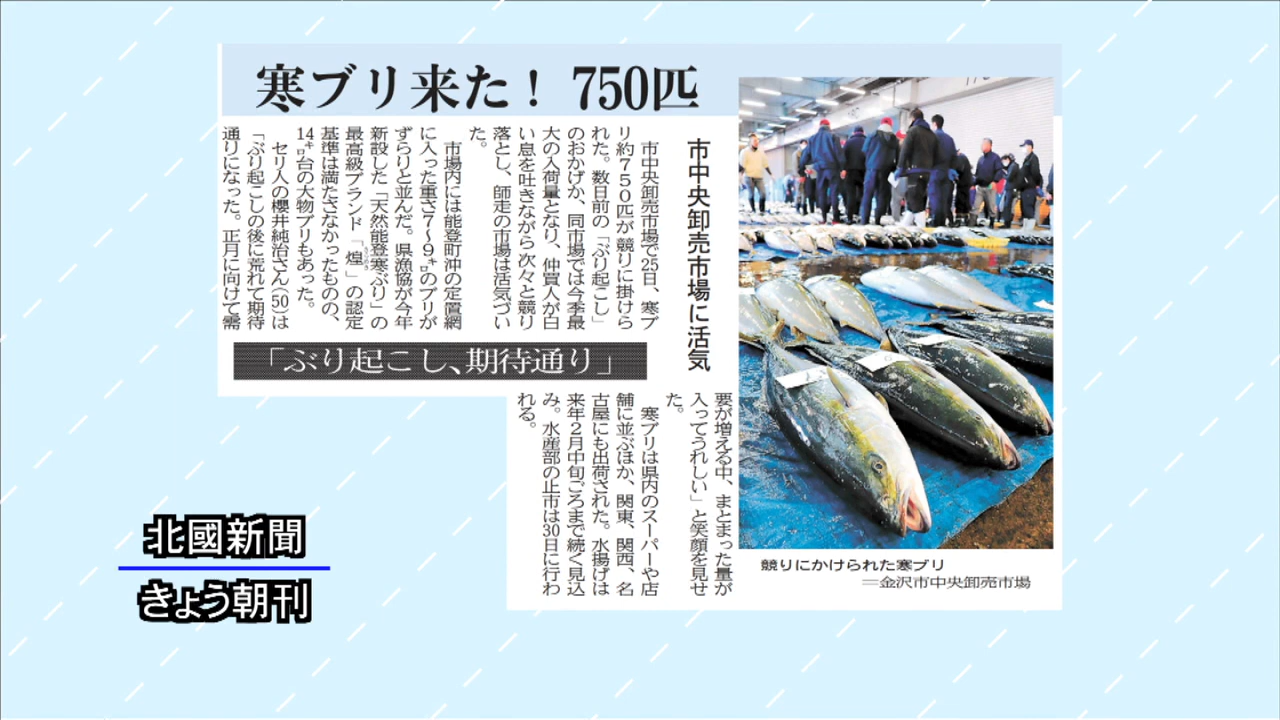 寒ブリ来た！ 750匹
市中央卸売市場に活気
市中央卸売市場で25日、寒ブ
リ約７５０匹が競りに掛けら
れた。数日前の「ぶり起こし」
のおかげか、同市場では今季最
大の入荷量となり、仲買人が白
い息を吐きながら次々と競り
落とし、師走の市場は活気づい
た。
市場内には能登町沖の定置網
に入った重さ７〜９㌔のブリが
ずらりと並んだ。県漁協が今年
新設した「天然能登寒ぶり」の
最高級ブランド「煌」の認定
きらめき
基準は満たさなかったものの、
14㌔台の大物ブリもあった。
セリ人の櫻井純治さん（50）は
「ぶり起こしの後に荒れて期待
通りになった。正月に向けて需
「ぶり起こし、期待通り」
要が増える中、まとまった量が
入ってうれしい」と笑顔を見せ
た。
寒ブリは県内のスーパーや店
舗に並ぶほか、関東、関西、名
古屋にも出荷された。水揚げは
来年２月中旬ごろまで続く見込
み。水産部の止市は30日に行わ
れる。
競りにかけられた寒ブリ
＝金沢市中央卸売市場
北國新聞
きょう朝刊